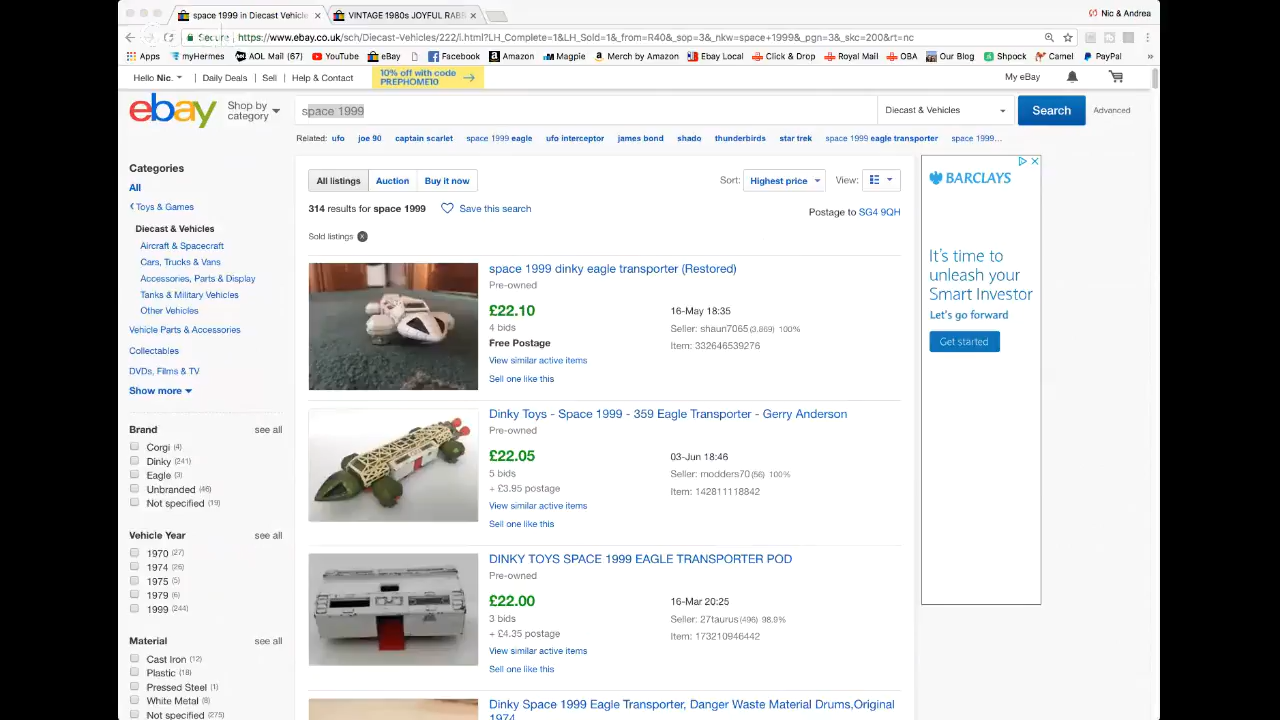 space 1999 in Diecast Vehicle
VINTAGE 1980s JOYFUL RABB
Nic & Andrea
Secure
https://www.ebay.co.uk/sch/Diecast-Vehicles/222/i.html?LH_Complete=1&LH_Sold=1&_from=R40&_sop=3&_nkw=space+1999&_pgn=3&_skc=200&rt=nc
Apps myHermes AOL Mail (67) YouTube eBay Facebook Amazon Magpie Merch by Amazon Ebay Local Click & Drop Royal Mail Our Blog Shpock Camel PayPal »
Hello Nic. Daily Deals Sell Help & Contact
10% off with code
PREPHOME10
My eBay
ebay
Shop by
category
space 1999
Diecast & Vehicles
Search
Advanced
Related: ufo joe 90 captain scarlet space 1999 eagle ufo interceptor james bond shado thunderbirds star trek space 1999 eagle transporter space 1999...
Categories
All
Toys & Games
Diecast & Vehicles
Aircraft & Spacecraft
Cars, Trucks & Vans
Accessories, Parts & Display
Tanks & Military Vehicles
Other Vehicles
Vehicle Parts & Accessories
Collectables
DVDs, Films & TV
Show more
Brand see all
Corgi (4)
Dinky (241)
Eagle (3)
Unbranded (46)
Not specified (19)
Vehicle Year see all
1970 (27)
1974 (26)
1975 (5)
1979 (6)
1999 (244)
Material see all
Cast Iron (12)
Plastic (18)
Pressed Steel (1)
White Metal (8)
Not specified (275)
All listings Auction Buy it now
Sort: Highest price View:
314 results for space 1999 Save this search
Postage to SG4 9QH
Sold listings
space 1999 dinky eagle transporter (Restored)
Pre-owned
£22.10
4 bids
Free Postage
View similar active items
Sell one like this
16-May 18:35
Seller: shaun7065 (3,869) 100%
Item: 332646539276
Dinky Toys - Space 1999 - 359 Eagle Transporter - Gerry Anderson
Pre-owned
£22.05
5 bids
+ £3.95 postage
View similar active items
Sell one like this
03-Jun 18:46
Seller: modders70 (56) 100%
Item: 142811118842
DINKY TOYS SPACE 1999 EAGLE TRANSPORTER POD
Pre-owned
£22.00
3 bids
+ £4.35 postage
View similar active items
Sell one like this
16-Mar 20:25
Seller: 27taurus (496) 98.9%
Item: 173210946442
Dinky Space 1999 Eagle Transporter, Danger Waste Material Drums,Original
1974
BARCLAYS
It's time to
unleash your
Smart Investor
Let's go forward
Get started